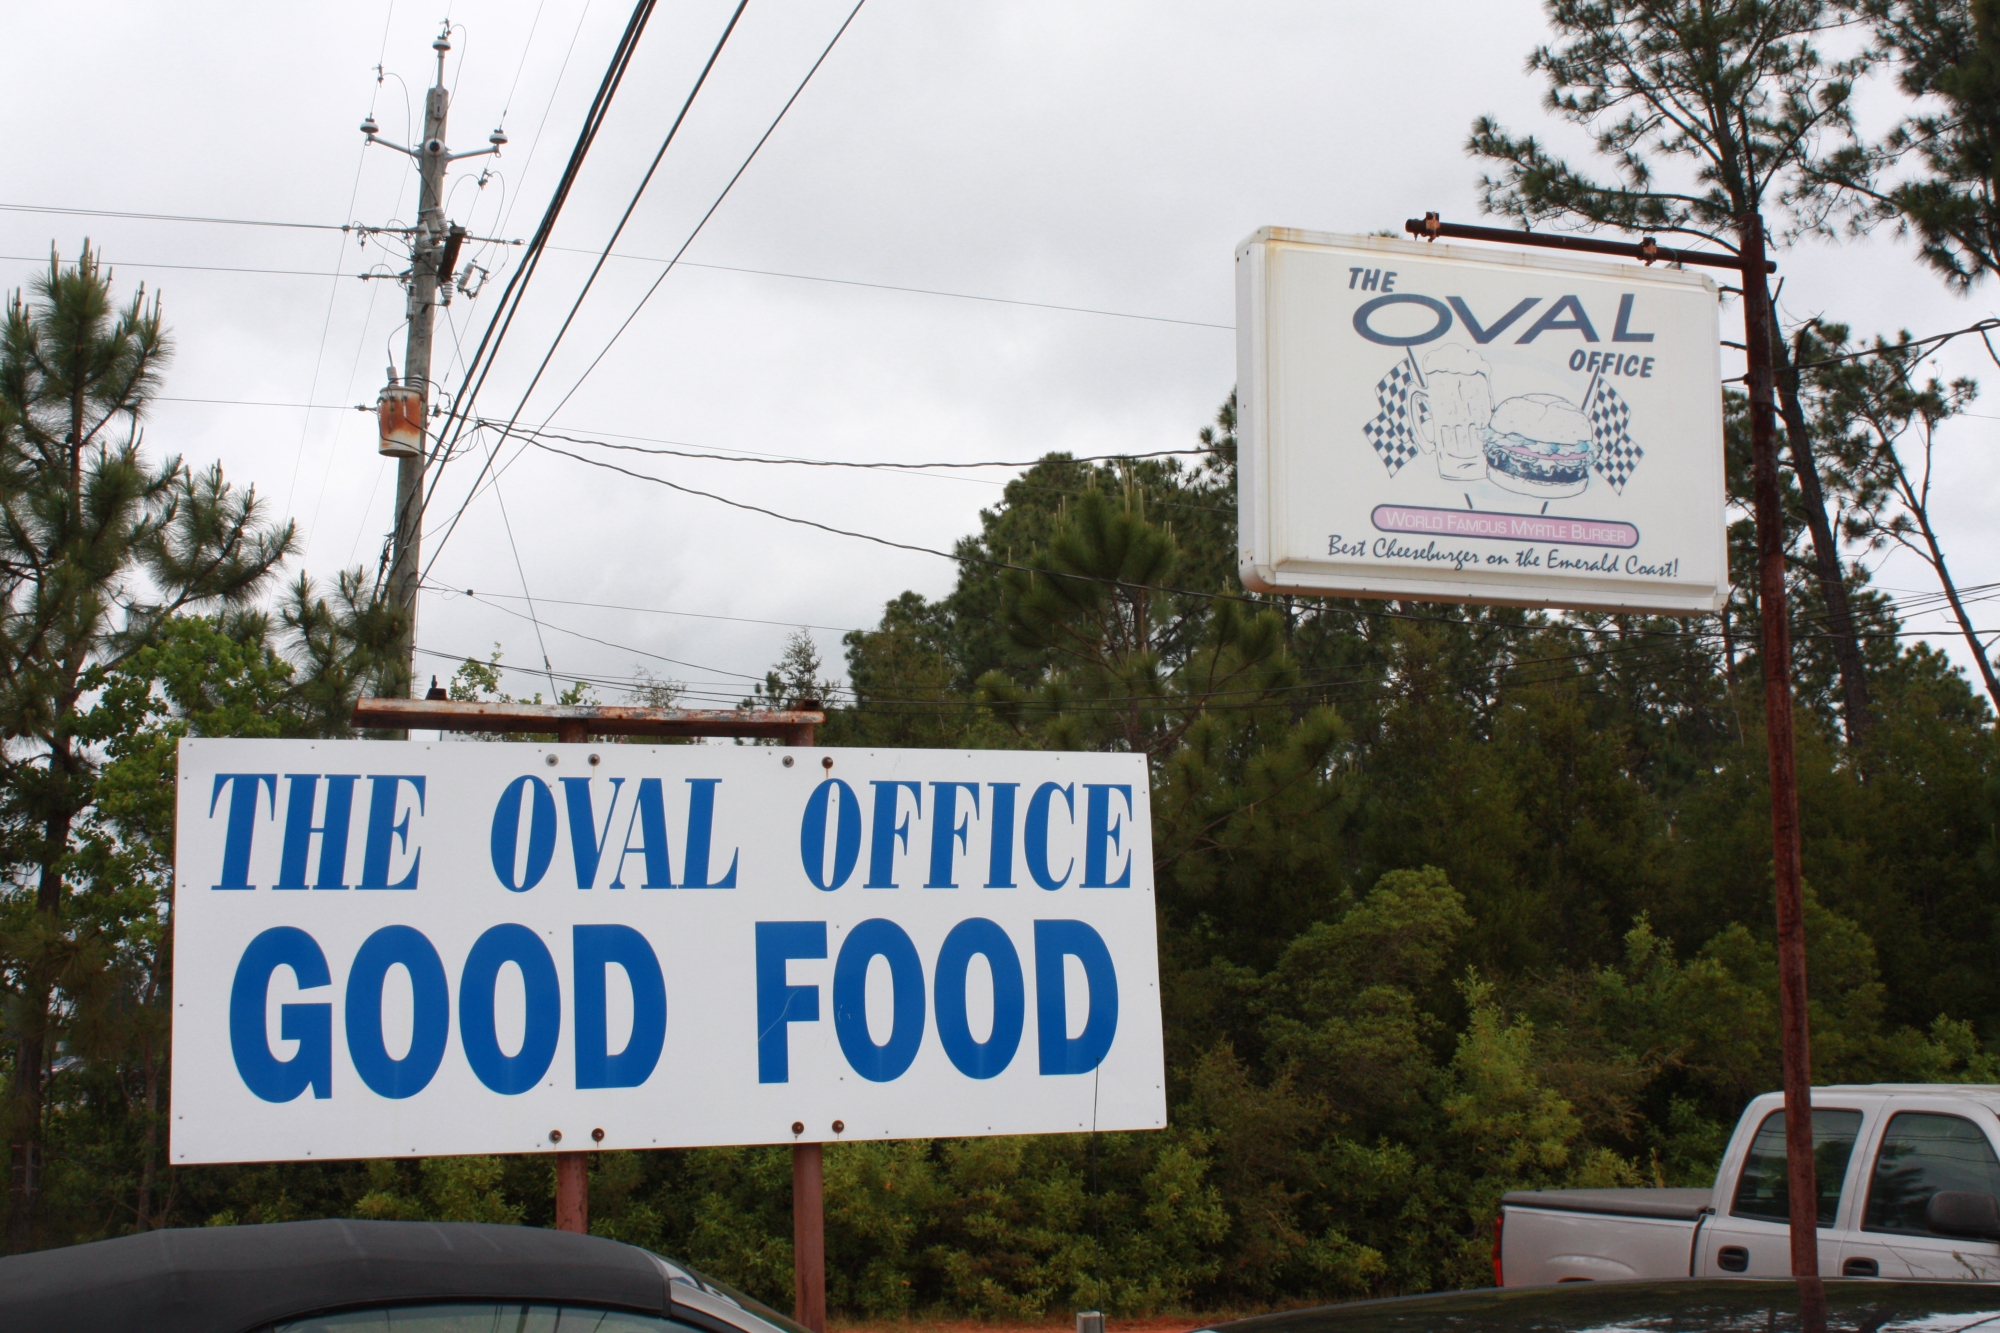 THE OVAL OFFICE
GOOD FOOD
THE
OVAL
OFFICE
WORLD FAMOUS MYRTLE BURGER
Best Cheeseburger on the Emerald Coast!